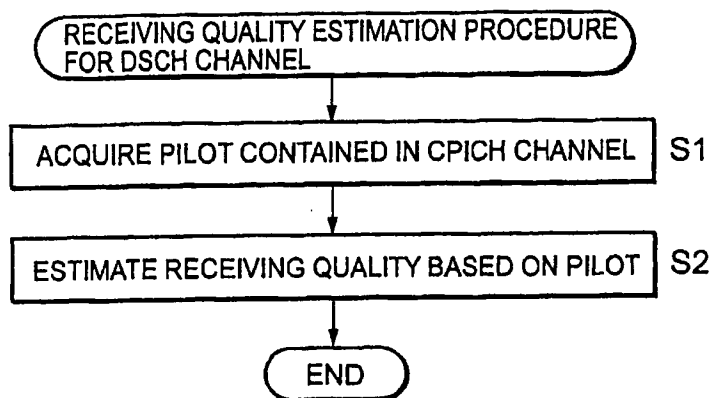 RECEIVING QUALITY ESTIMATION PROCEDURE
FOR DSCH CHANNEL
ACQUIRE PILOT CONTAINED IN CPICH CHANNEL S1
ESTIMATE RECEIVING QUALITY BASED ON PILOT S2
END